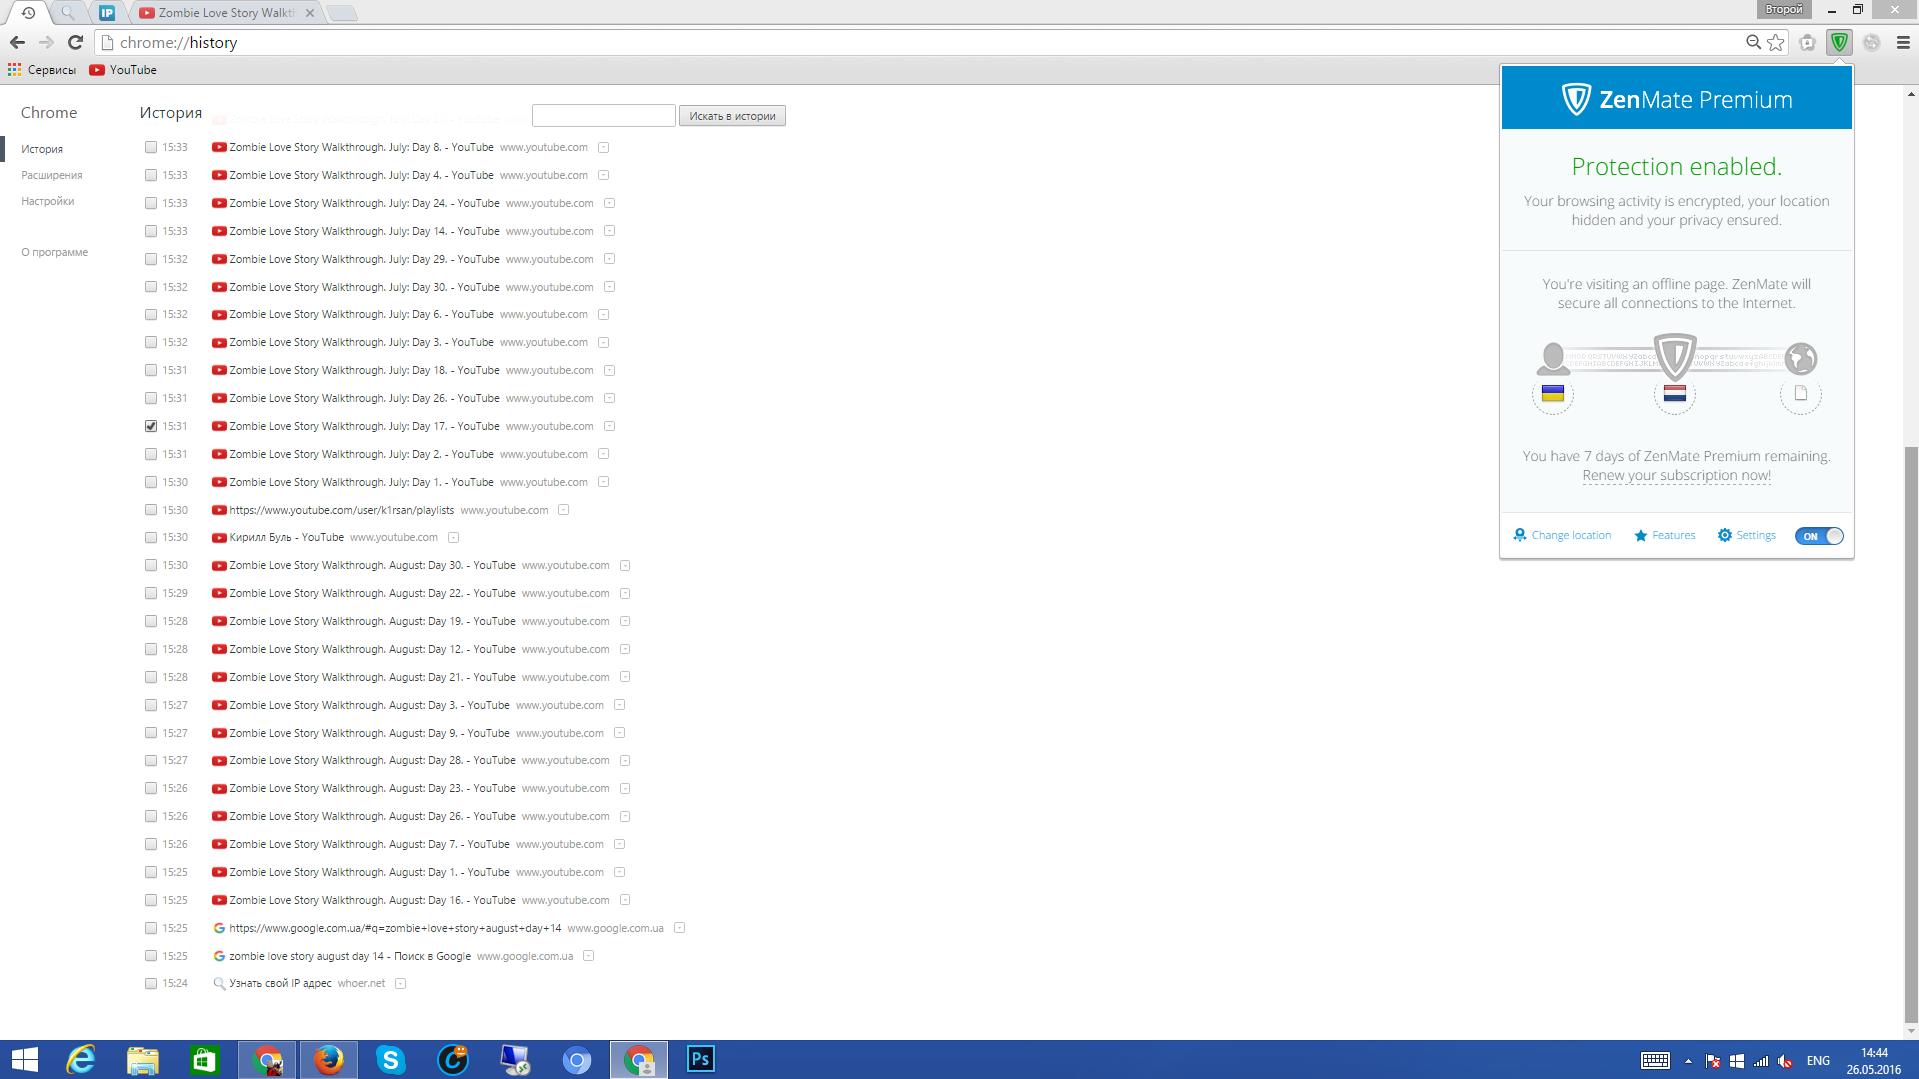 Zombie Love Story Walkt
Второй
chrome://history
Сервисы YouTube
Chrome
История
Искать в истории
История
Расширения
Настройки
О программе
15:33 Zombie Love Story Walkthrough. July: Day 8. - YouTube www.youtube.com
15:33 Zombie Love Story Walkthrough. July: Day 4. - YouTube www.youtube.com
15:33 Zombie Love Story Walkthrough. July: Day 24. - YouTube www.youtube.com
15:33 Zombie Love Story Walkthrough. July: Day 14. - YouTube www.youtube.com
15:32 Zombie Love Story Walkthrough. July: Day 29. - YouTube www.youtube.com
15:32 Zombie Love Story Walkthrough. July: Day 30. - YouTube www.youtube.com
15:32 Zombie Love Story Walkthrough. July: Day 6. - YouTube www.youtube.com
15:32 Zombie Love Story Walkthrough. July: Day 3. - YouTube www.youtube.com
15:31 Zombie Love Story Walkthrough. July: Day 18. - YouTube www.youtube.com
15:31 Zombie Love Story Walkthrough. July: Day 26. - YouTube www.youtube.com
15:31 Zombie Love Story Walkthrough. July: Day 17. - YouTube www.youtube.com
15:31 Zombie Love Story Walkthrough. July: Day 2. - YouTube www.youtube.com
15:30 Zombie Love Story Walkthrough. July: Day 1. - YouTube www.youtube.com
15:30 https://www.youtube.com/user/k1rsan/playlists www.youtube.com
15:30 Кирилл Буль - YouTube www.youtube.com
15:30 Zombie Love Story Walkthrough. August: Day 30. - YouTube www.youtube.com
15:29 Zombie Love Story Walkthrough. August: Day 22. - YouTube www.youtube.com
15:28 Zombie Love Story Walkthrough. August: Day 19. - YouTube www.youtube.com
15:28 Zombie Love Story Walkthrough. August: Day 12. - YouTube www.youtube.com
15:28 Zombie Love Story Walkthrough. August: Day 21. - YouTube www.youtube.com
15:27 Zombie Love Story Walkthrough. August: Day 3. - YouTube www.youtube.com
15:27 Zombie Love Story Walkthrough. August: Day 9. - YouTube www.youtube.com
15:27 Zombie Love Story Walkthrough. August: Day 28. - YouTube www.youtube.com
15:26 Zombie Love Story Walkthrough. August: Day 23. - YouTube www.youtube.com
15:26 Zombie Love Story Walkthrough. August: Day 26. - YouTube www.youtube.com
15:26 Zombie Love Story Walkthrough. August: Day 7. - YouTube www.youtube.com
15:25 Zombie Love Story Walkthrough. August: Day 1. - YouTube www.youtube.com
15:25 Zombie Love Story Walkthrough. August: Day 16. - YouTube www.youtube.com
15:25 https://www.google.com.ua/#q=zombie+love+story+august+day+14 www.google.com.ua
15:25 zombie love story august day 14 - Поиск в Google www.google.com.ua
15:24 Узнать свой IP адрес whoer.net
ZenMate Premium
Protection enabled.
Your browsing activity is encrypted, your location
hidden and your privacy ensured.
You're visiting an offline page. ZenMate will
secure all connections to the Internet.
You have 7 days of ZenMate Premium remaining.
Renew your subscription now!
Change location Features Settings ON
ENG
14:44
26.05.2016